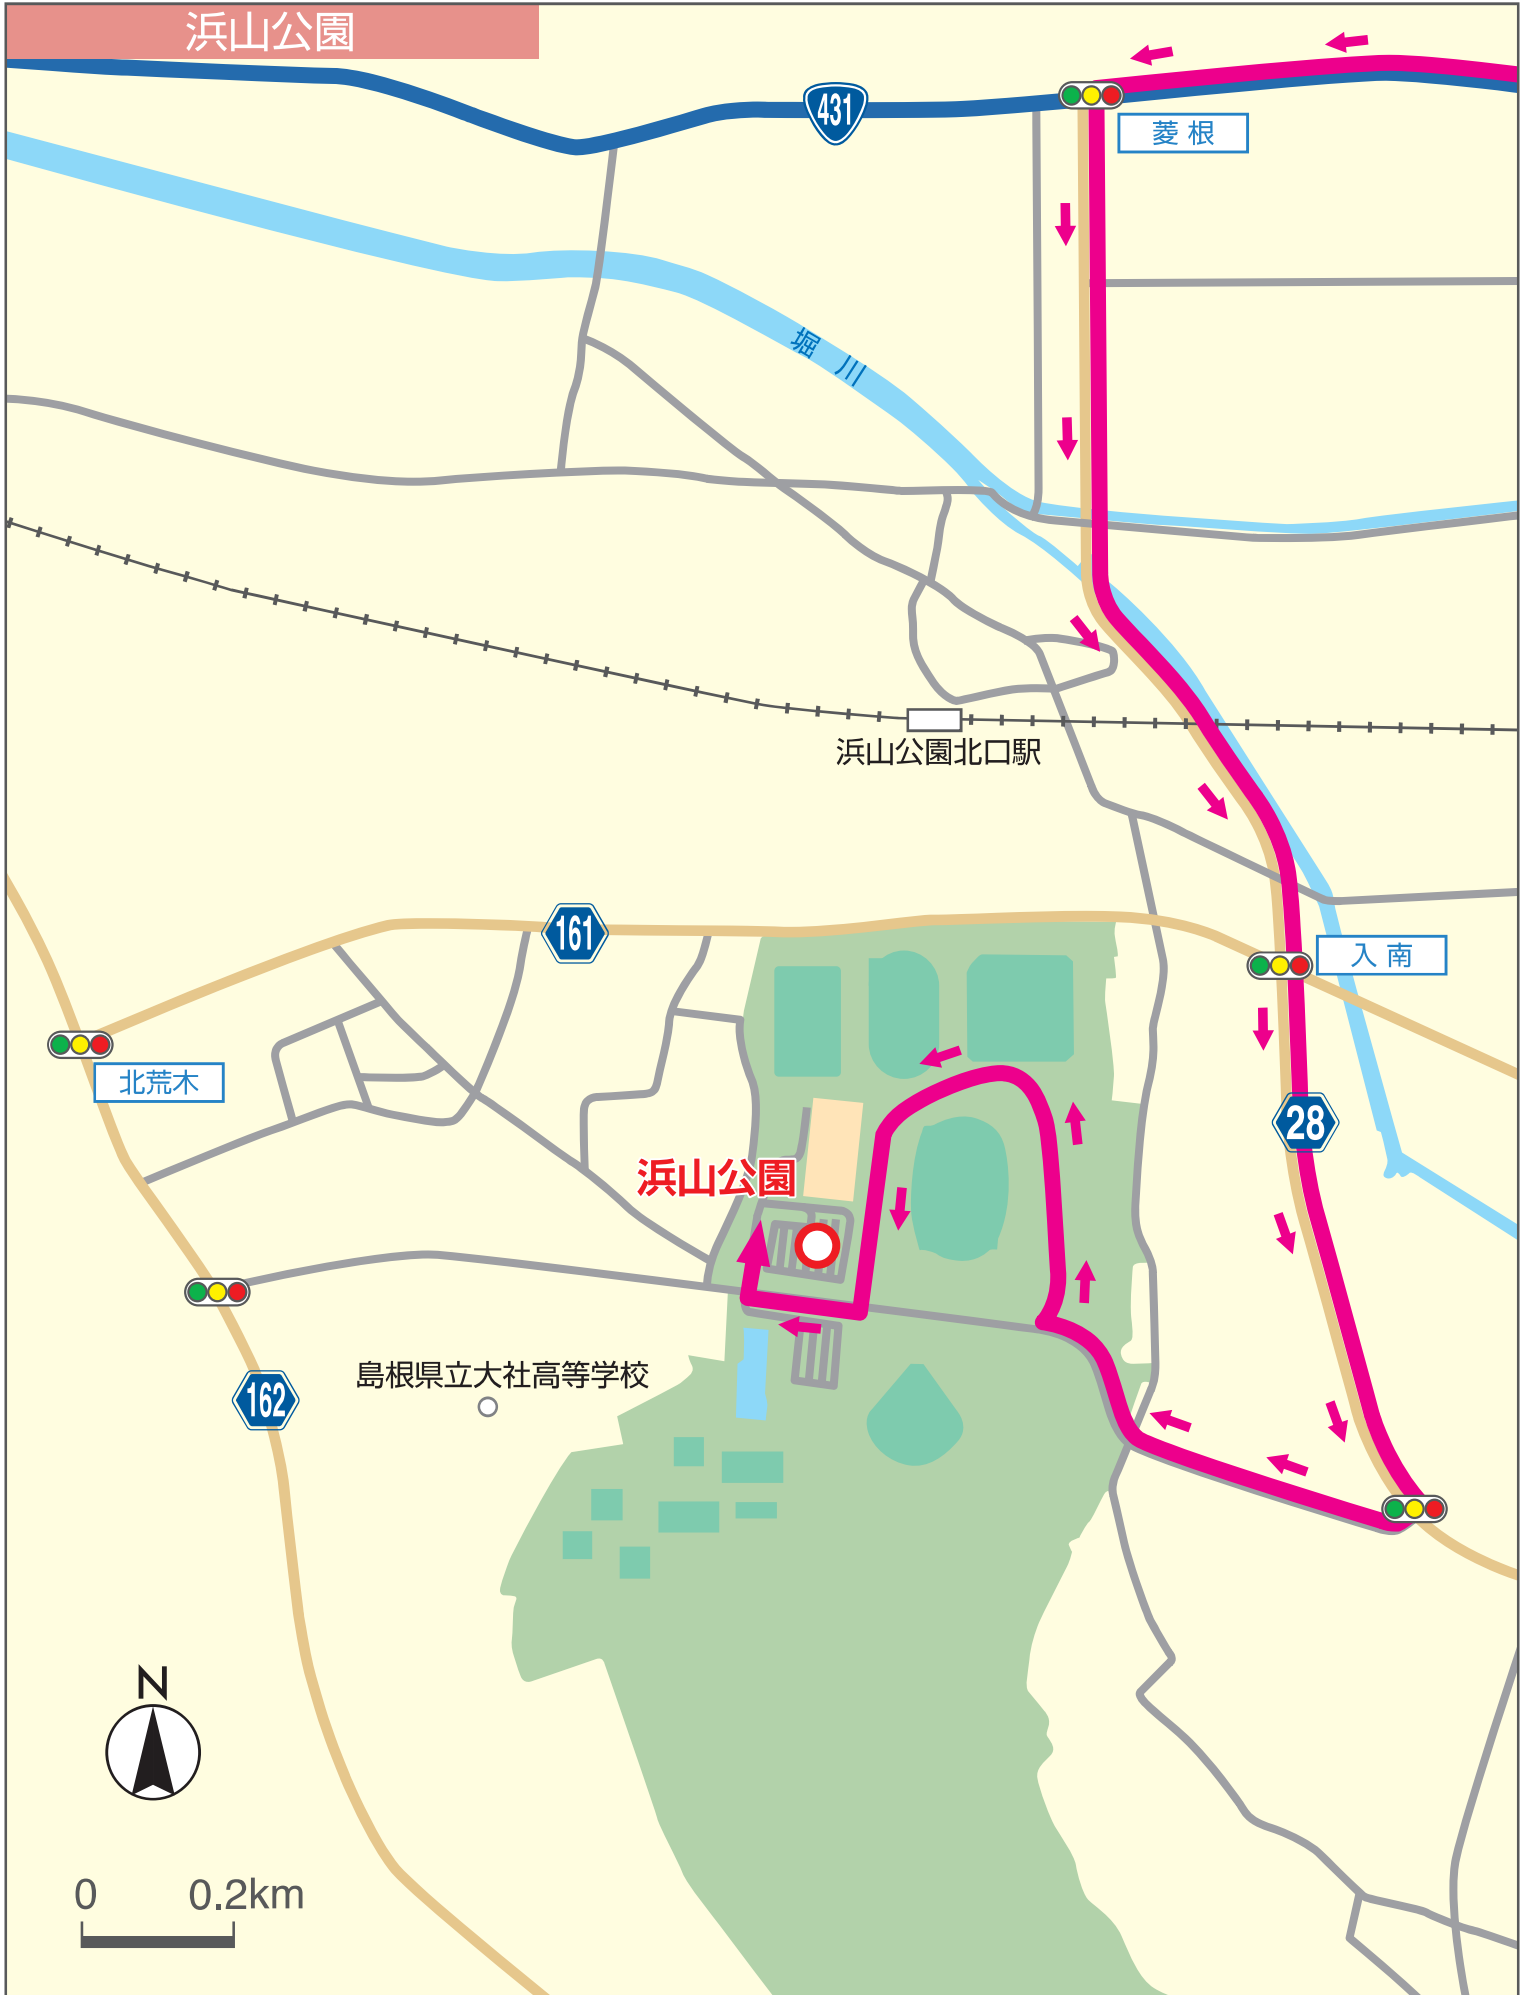 浜山公園
431
菱根
堀川
浜山公園北口駅
161
入南
北荒木
28
浜山公園
島根県立大社高等学校
162
N
0 0.2km